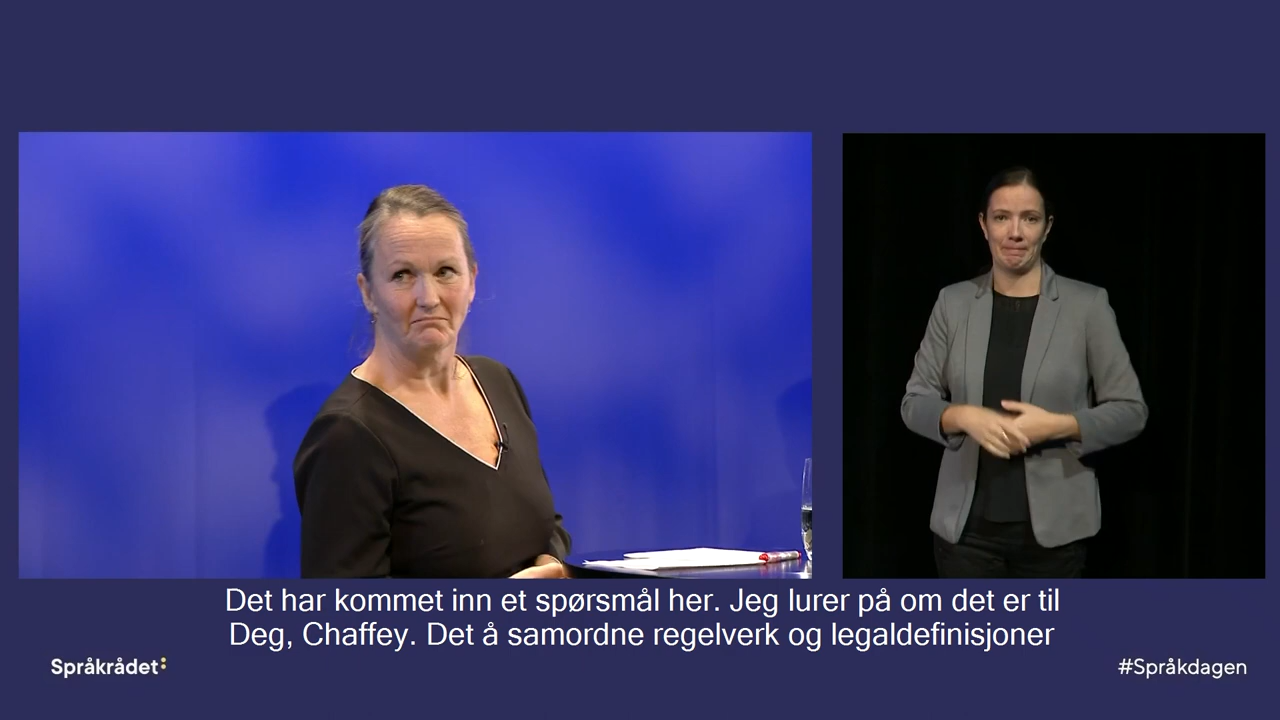 Det har kommet inn et spørsmål her. Jeg lurer på om det er til
Deg, Chaffey. Det å samordne regelverk og legaldefinisjoner
Språkrådet:
#Språkdagen